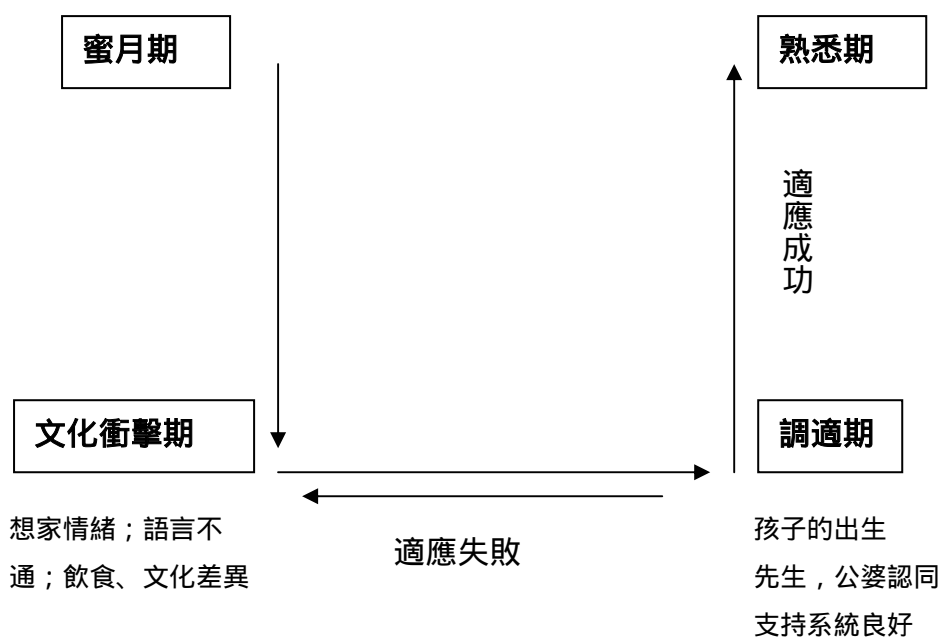 蜜月期
熟悉期
適應成功
文化衝擊期
調適期
想家情緒；語言不
通；飲食、文化差異
適應失敗
孩子的出生
先生，公婆認同
支持系統良好